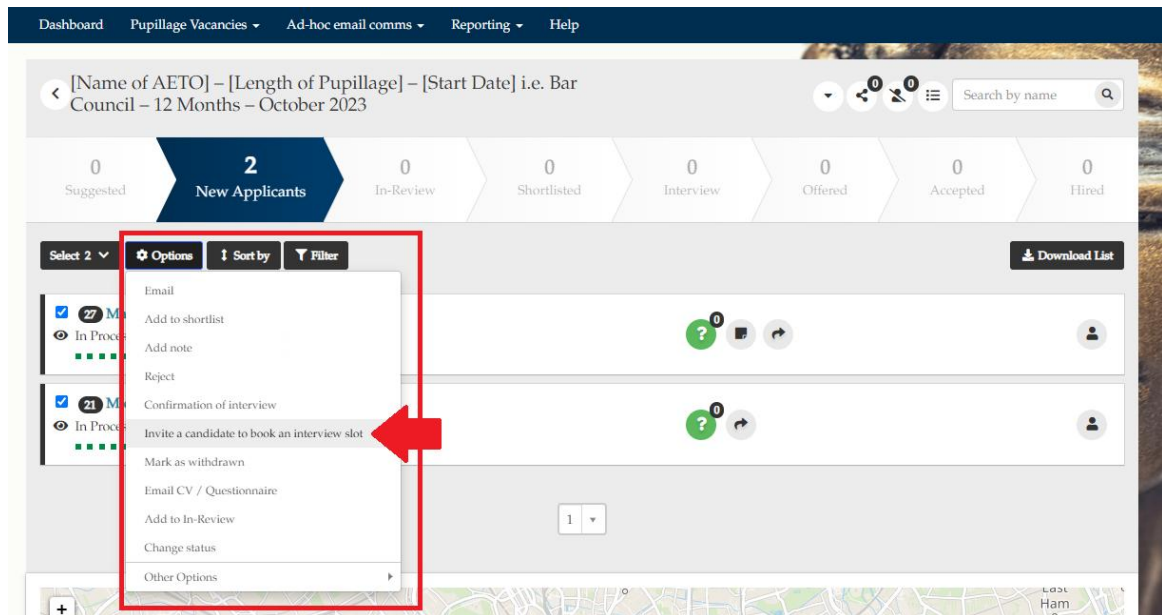 Dashboard Pupillage Vacancies Ad-hoc email comms Reporting Help
[Name of AETO] – [Length of Pupillage] – [Start Date] i.e. Bar
Council – 12 Months – October 2023
0 0 Search by name
0 2 0 0 0 0 0 0
Suggested New Applicants In-Review Shortlisted Interview Offered Accepted Hired
Select 2 Options Sort by Filter Download List
Email
27
Add to shortlist
0
?
In Proces
Add note
Reject
21
Confirmation of interview
0
?
In Proces
Invite a candidate to book an interview slot
Mark as withdrawn
Email CV / Questionnaire
Add to In-Review
1
Change status
Other Options
+
Ham